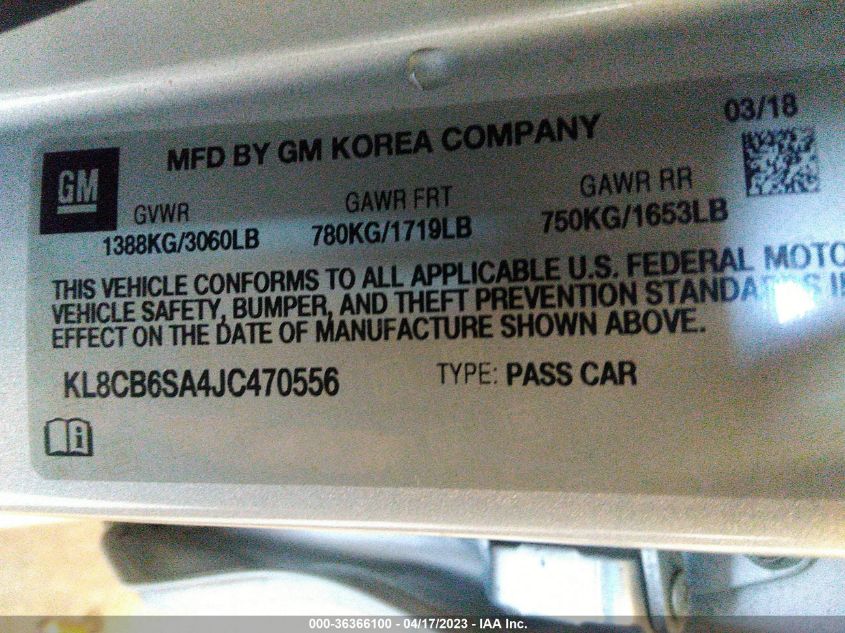 03/18
MFD BY GM KOREA COMPANY
GM
GVWR GAWR FRT GAWR RR
1388KG/3060LB 780KG/1719LB 750KG/1653LB
THIS VEHICLE CONFORMS TO ALL APPLICABLE U.S. FEDERAL MOTO
VEHICLE SAFETY, BUMPER, AND THEFT PREVENTION
EFFECT ON THE DATE OF MANUFACTURE SHOWN ABOVE.
KL8CB6SA4JC470556 TYPE: PASS CAR
i
000-36366100 - 04/17/2023 - IAA Inc.